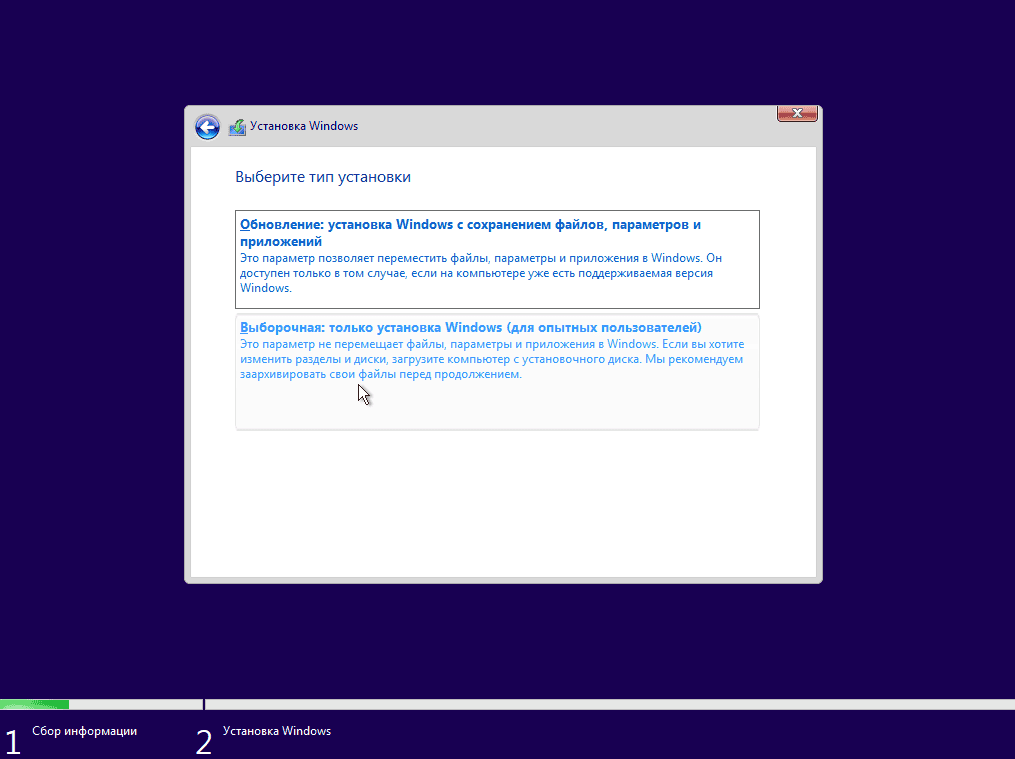 Установка Windows
Выберите тип установки
Обновление: установка Windows с сохранением файлов, параметров и
приложений
Это параметр позволяет переместить файлы, параметры и приложения в Windows. Он
доступен только в том случае, если на компьютере уже есть поддерживаемая версия
Windows.
Выборочная: только установка Windows (для опытных пользователей)
Это параметр не перемещает файлы, параметры и приложения в Windows. Если вы хотите
изменить разделы и диски, загрузите компьютер с установочного диска. Мы рекомендуем
заархивировать свои файлы перед продолжением.
1 Сбор информации
2 Установка Windows